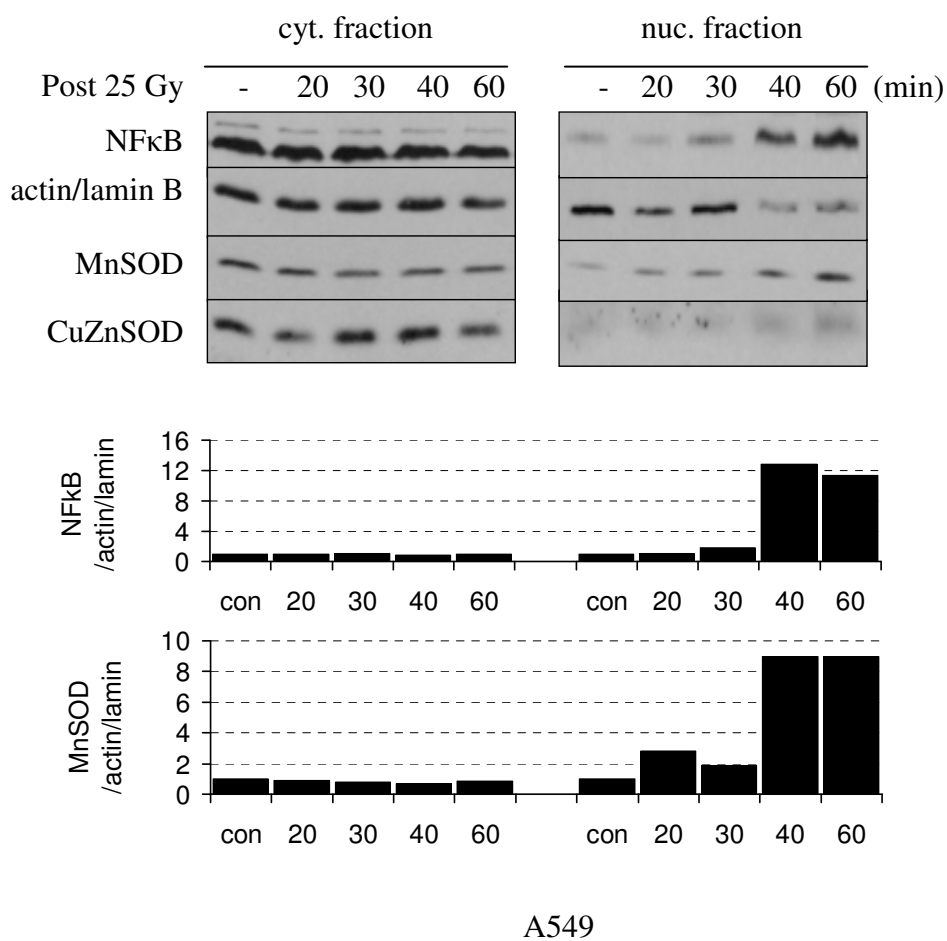 cyt. fraction nuc. fraction
Post 25 Gy - 20 30 40 60 - 20 30 40 60 (min)
NFκB
actin/lamin B
MnSOD
CuZnSOD
NFkB
/actin/lamin
16
12
8
4
0
con 20 30 40 60 con 20 30 40 60
MnSOD
/actin/lamin
10
8
6
4
2
0
con 20 30 40 60 con 20 30 40 60
A549